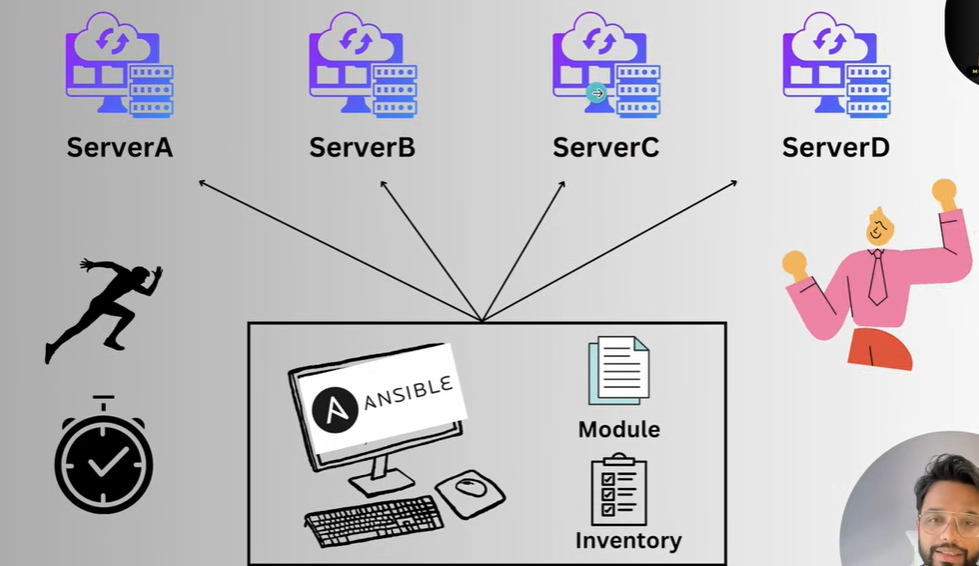 ServerA
ServerB
ServerC
ServerD
A ANSIBLE
Module
Inventory